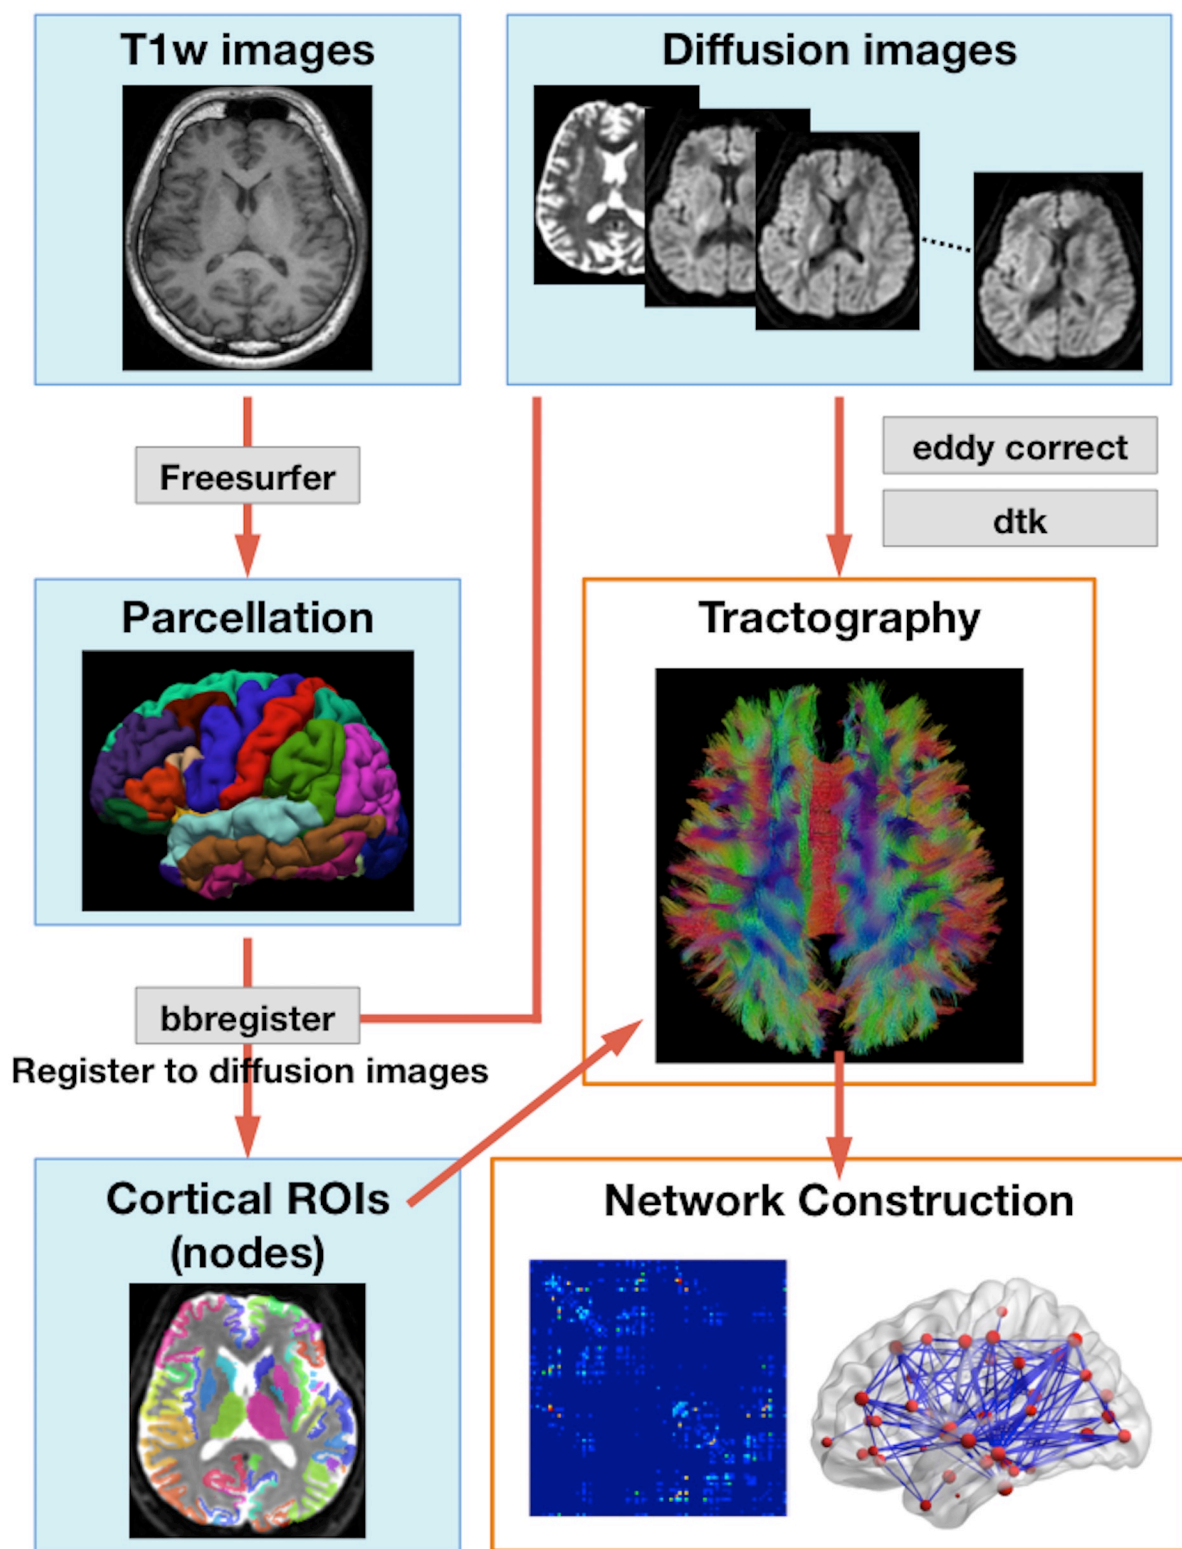 T1w images
Diffusion images
Freesurfer
eddy correct
dtk
Parcellation
Tractography
bbregister
Register to diffusion images
Cortical ROIs
(nodes)
Network Construction